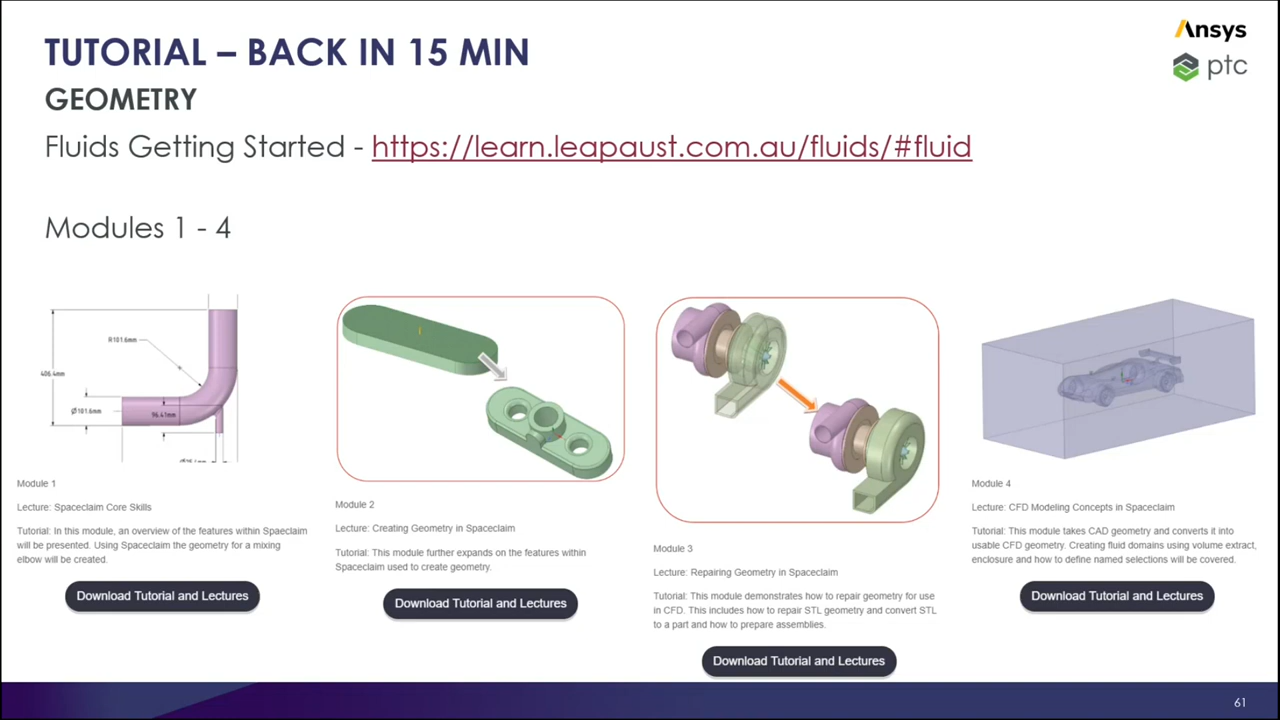 TUTORIAL – BACK IN 15 MIN
Ansys
ptc
GEOMETRY
Fluids Getting Started - https://learn.leapaust.com.au/fluids/#fluid
Modules 1 - 4
R101.6mm
406.4mm
Ø101.6mm
96.41mm
Module 1
Lecture: Spaceclaim Core Skills
Tutorial: In this module, an overview of the features within Spaeclaim
will be presented. Using Spaceclaim the geometry for a mixing
elbow will be created.
Download Tutorial and Lectures
Module 2
Lecture: Creating Geometry in Spaceclaim
Tutorial: This module further expands on the features within
Spaceclaim used to create geometry.
Download Tutorial and Lectures
Module 3
Lecture: Repairing Geometry in Spaceclaim
Tutorial: This module demonstrates how to repair geometry for use
in CFD. This includes how to repair STL geometry and convert STL
to a part and how to prepare assemblies.
Download Tutorial and Lectures
Module 4
Lecture: CFD Modeling Concepts in Spaceclaim
Tutorial: This module takes CAD geometry and converts it into
usable CFD geometry. Creating fluid domains using volume extract,
enclosure and how to define named selections will be covered.
Download Tutorial and Lectures
61